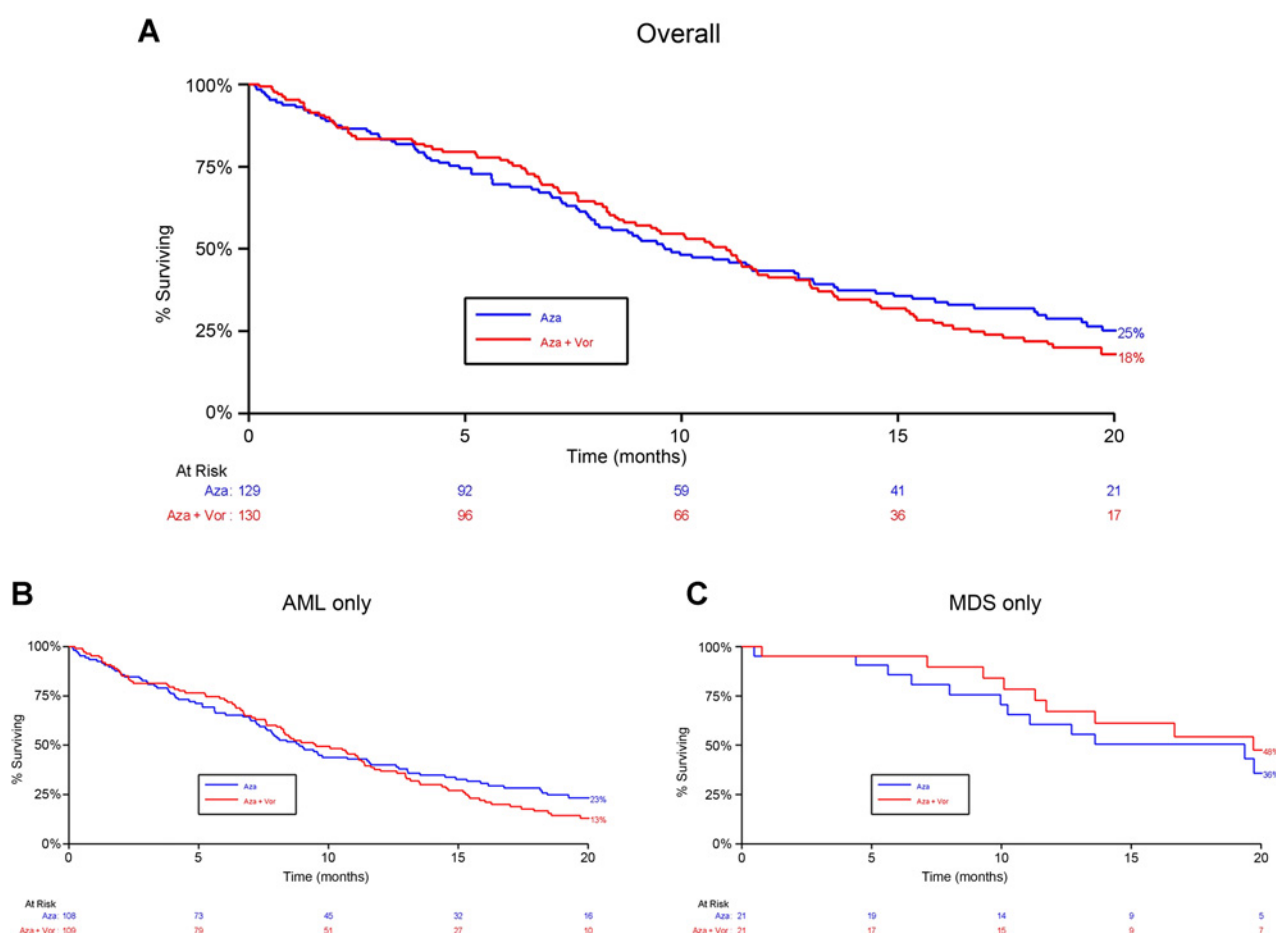 A
Overall
100%
75%
50%
25%
0%
% Surviving
Aza
Aza + Vor
25%
18%
0 5 10 15 20
Time (months)
At Risk
Aza: 129 92 59 41 21
Aza + Vor : 130 96 66 36 17
B
AML only
100%
75%
50%
25%
0%
% Surviving
Aza
Aza + Vor
23%
13%
0 5 10 15 20
Time (months)
At Risk
Aza: 108 73 45 32 16
Aza + Vor : 109 79 51 27 10
C
MDS only
100%
75%
50%
25%
0%
% Surviving
Aza
Aza + Vor
48%
36%
0 5 10 15 20
Time (months)
At Risk
Aza: 21 19 14 9 5
Aza + Vor : 21 17 15 9 7